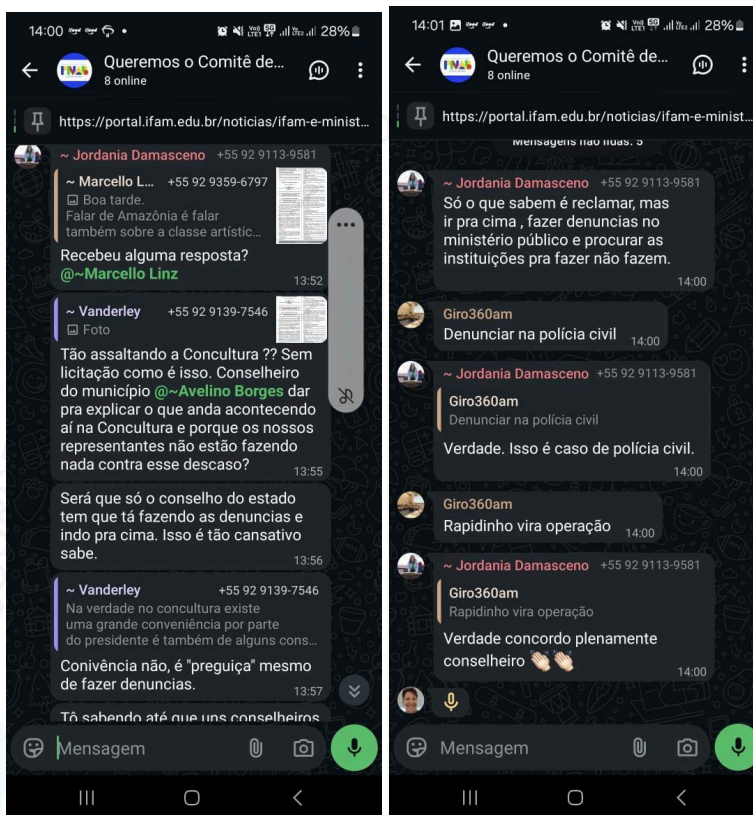 14:00
28%
Queremos o Comitê de...
8 online
https://portal.ifam.edu.br/noticias/ifam-e-minist...
~ Jordania Damasceno +55 92 9113-9581
~ Marcello L... +55 92 9359-6797
Boa tarde.
Falar de Amazônia é falar
também sobre a classe artístic...
Recebeu alguma resposta?
@~Marcello Linz
13:52
~ Vanderley +55 92 9139-7546
Foto
Tão assaltando a Concultura ?? Sem
licitação como é isso. Conselheiro
do município @~Avelino Borges dar
pra explicar o que anda acontecendo
aí na Concultura e porque os nossos
representantes não estão fazendo
nada contra esse descaso?
13:55
Será que só o conselho do estado
tem que tá fazendo as denuncias e
indo pra cima. Isso é tão cansativo
sabe.
13:56
~ Vanderley +55 92 9139-7546
Na verdade no concultura existe
uma grande conveniência por parte
do presidente é também de alguns cons...
Conivência não, é "preguiça" mesmo
de fazer denuncias.
13:57
Tô sabendo até que uns conselheiros
Mensagem
14:01
28%
Queremos o Comitê de...
8 online
https://portal.ifam.edu.br/noticias/ifam-e-minist...
Mensagens não lidas: 5
~ Jordania Damasceno +55 92 9113-9581
Só o que sabem é reclamar, mas
ir pra cima , fazer denuncias no
ministério público e procurar as
instituições pra fazer não fazem.
14:00
Giro360am
Denunciar na polícia civil 14:00
~ Jordania Damasceno +55 92 9113-9581
Giro360am
Denunciar na polícia civil
Verdade. Isso é caso de polícia civil.
14:00
Giro360am
Rapidinho vira operação 14:00
~ Jordania Damasceno +55 92 9113-9581
Giro360am
Rapidinho vira operação
Verdade concordo plenamente
conselheiro 👏🏻👏🏻
14:00
Mensagem